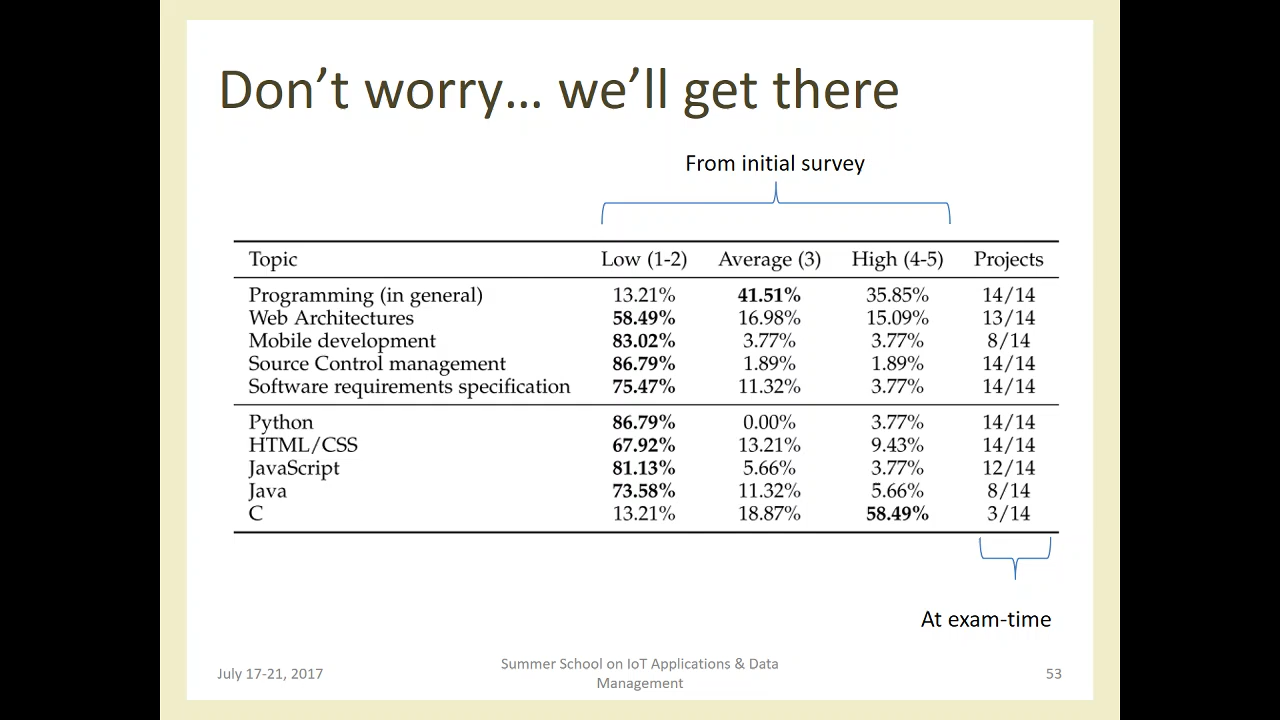 Don't worry… we'll get there
From initial survey
Topic Low (1-2) Average (3) High (4-5) Projects
Programming (in general) 13.21% 41.51% 35.85% 14/14
Web Architectures 58.49% 16.98% 15.09% 13/14
Mobile development 83.02% 3.77% 3.77% 8/14
Source Control management 86.79% 1.89% 1.89% 14/14
Software requirements specification 75.47% 11.32% 3.77% 14/14
Python 86.79% 0.00% 3.77% 14/14
HTML/CSS 67.92% 13.21% 9.43% 14/14
JavaScript 81.13% 5.66% 3.77% 12/14
Java 73.58% 11.32% 5.66% 8/14
C 13.21% 18.87% 58.49% 3/14
At exam-time
July 17-21, 2017
Summer School on IoT Applications & Data
Management
53